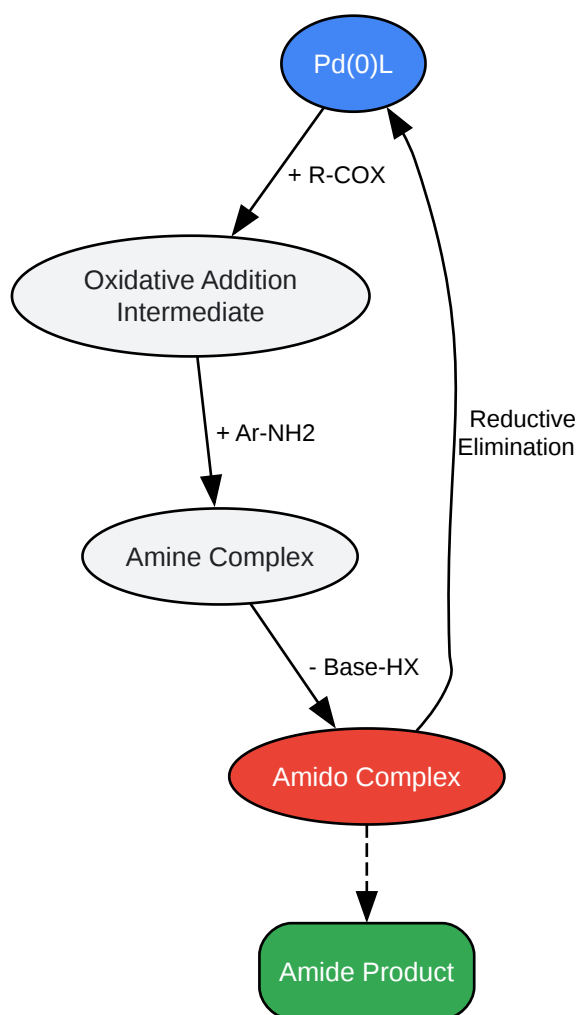 Pd(0)L
+ R-COX
Oxidative Addition
Intermediate
+ Ar-NH2
Reductive
Elimination
Amine Complex
- Base-HX
Amido Complex
Amide Product